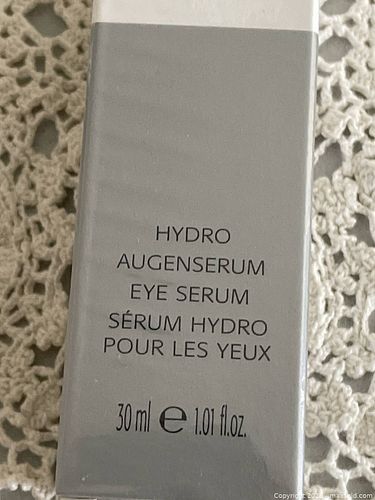 HYDRO
AUGENSERUM
EYE SERUM
SÉRUM HYDRO
POUR LES YEUX
30 ml ℮ 1.01 fl.oz.